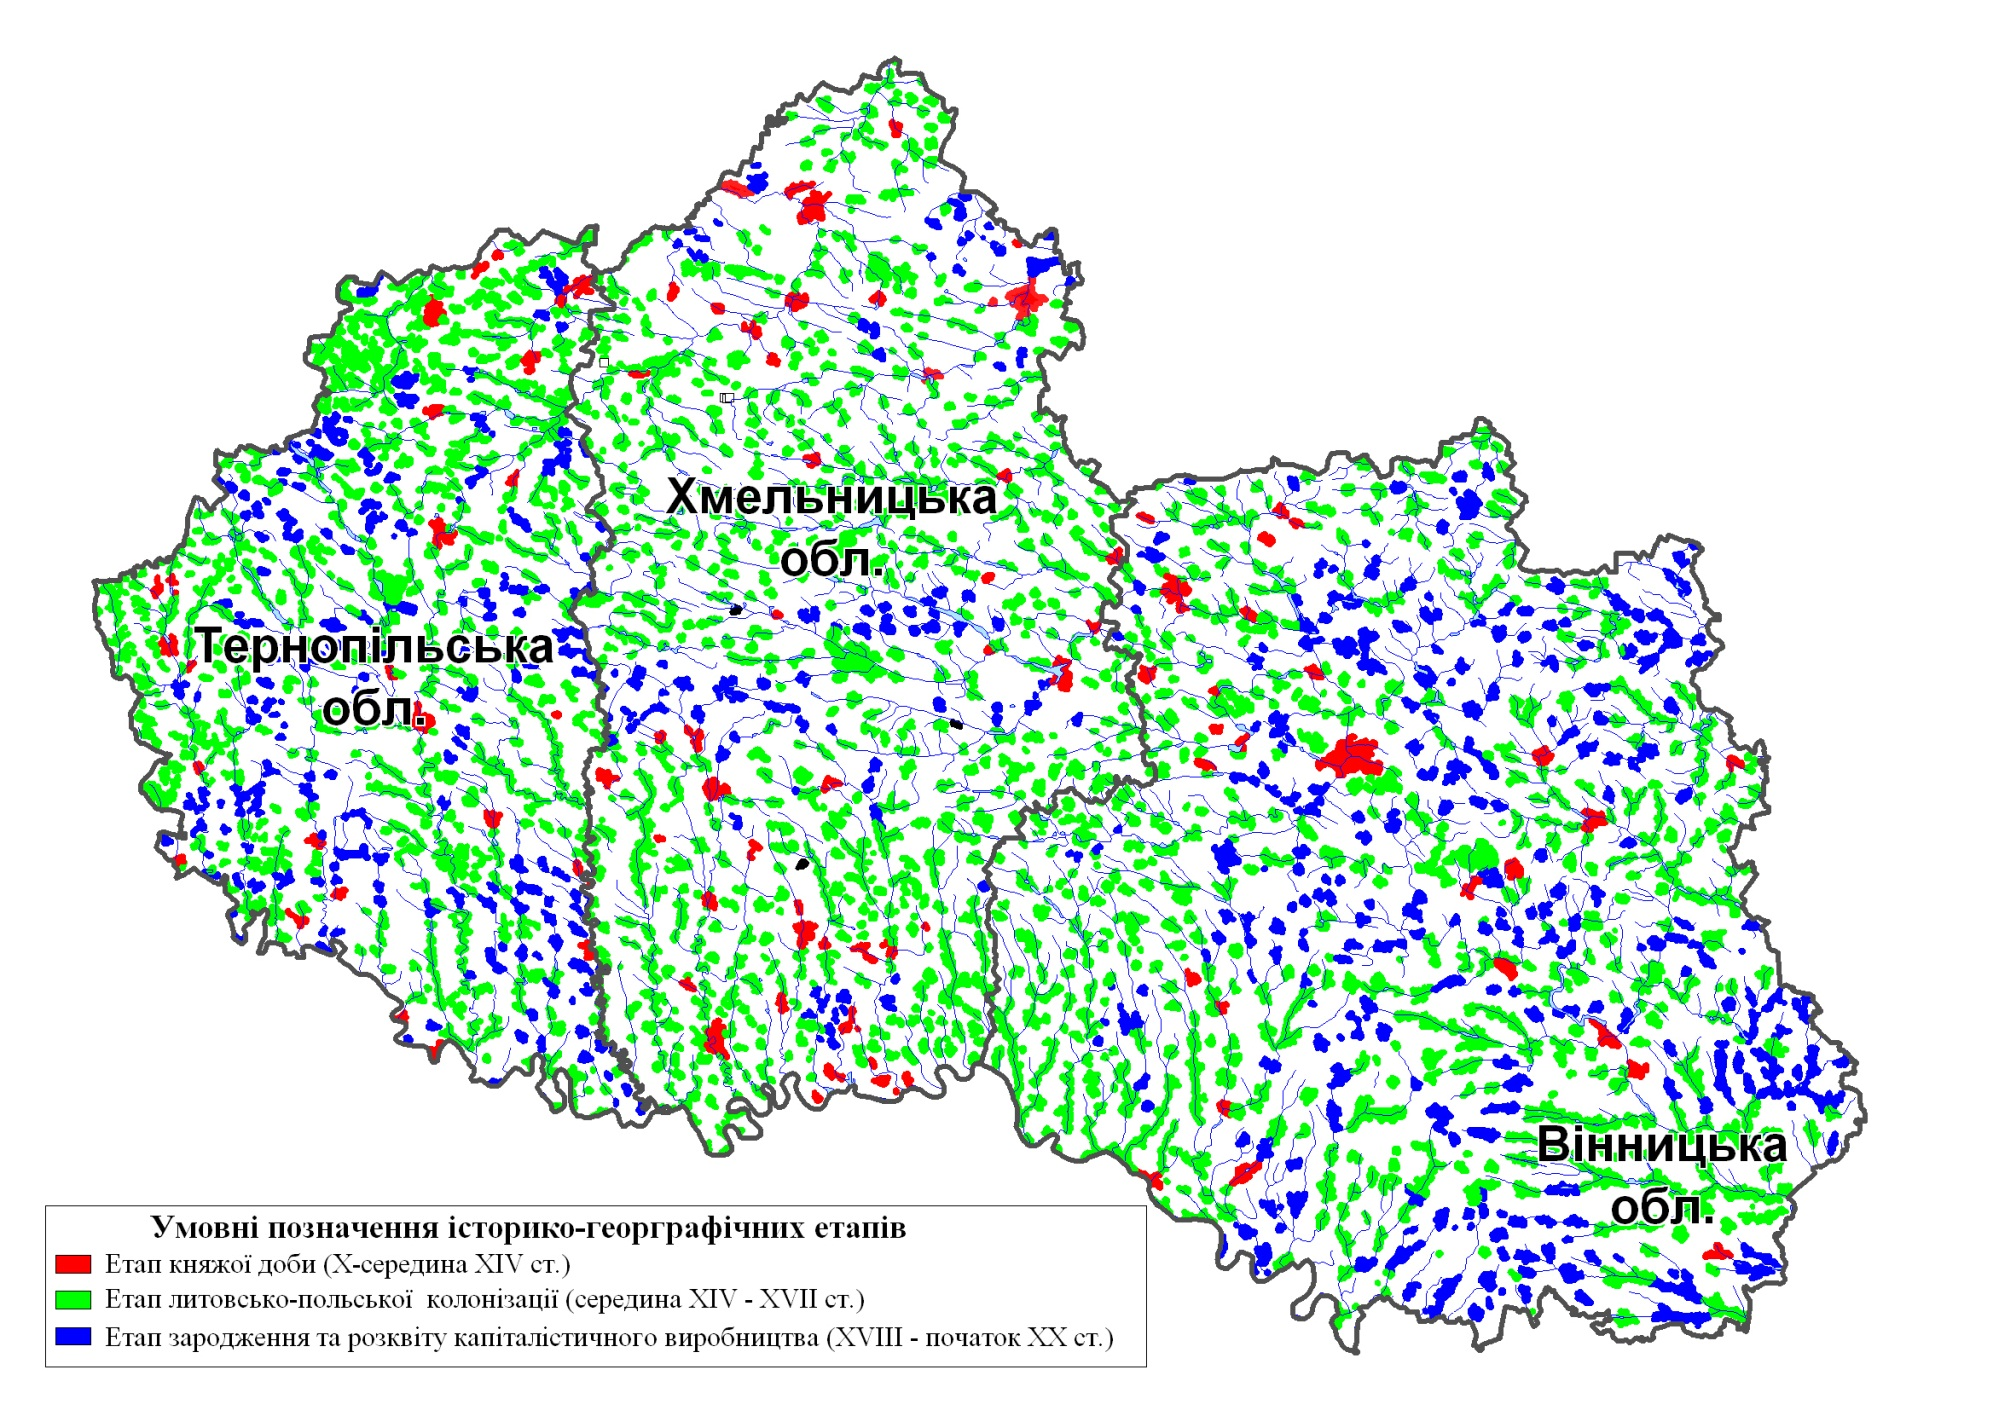 Хмельницька
обл.
Тернопільська
обл.
Вінницька
обл.
Умовні позначення історико-георграфічних етапів
Етап княжої доби (X-середина XIV ст.)
Етап литовсько-польської колонізації (середина XIV - XVII ст.)
Етап зародження та розквіту капіталістичного виробництва (XVIII - початок XX ст.)